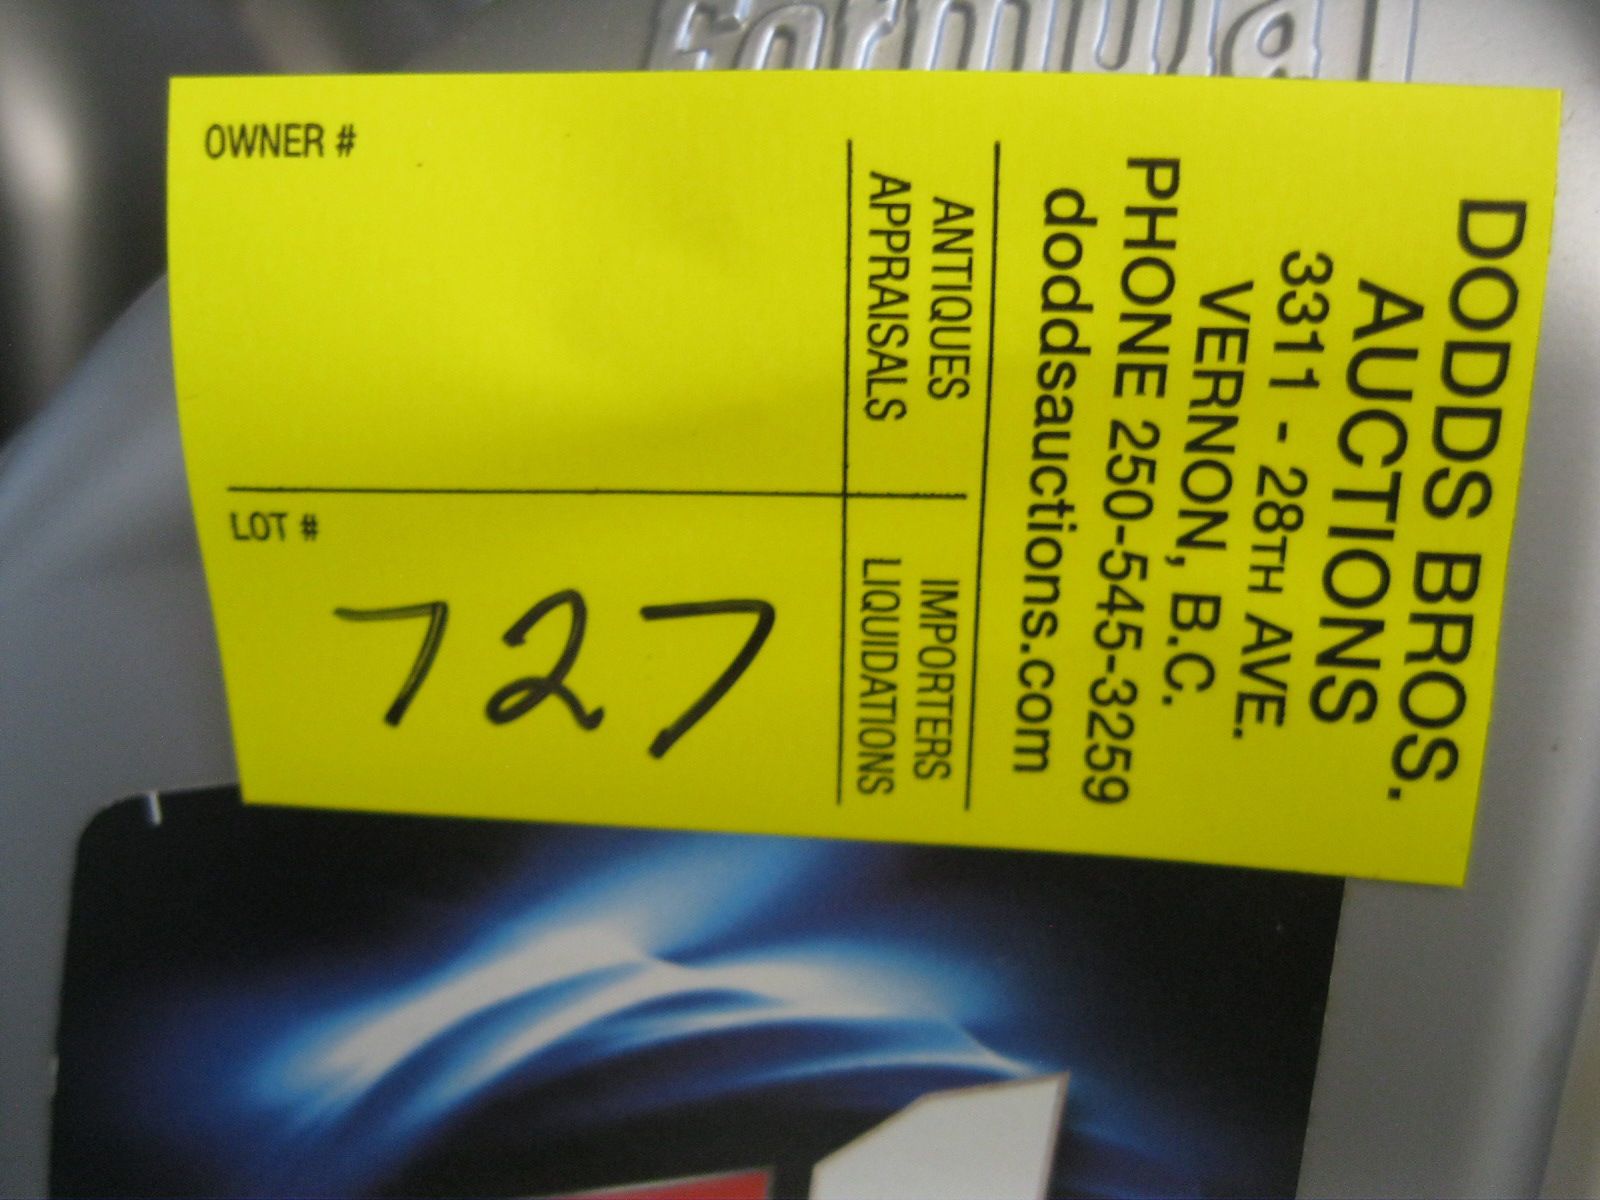 formula
DODDS BROS.
AUCTIONS
3311 - 28TH AVE.
VERNON, B.C.
PHONE 250-545-3259
doddsauctions.com
ANTIQUES IMPORTERS
APPRAISALS LIQUIDATIONS
OWNER #
LOT #
727